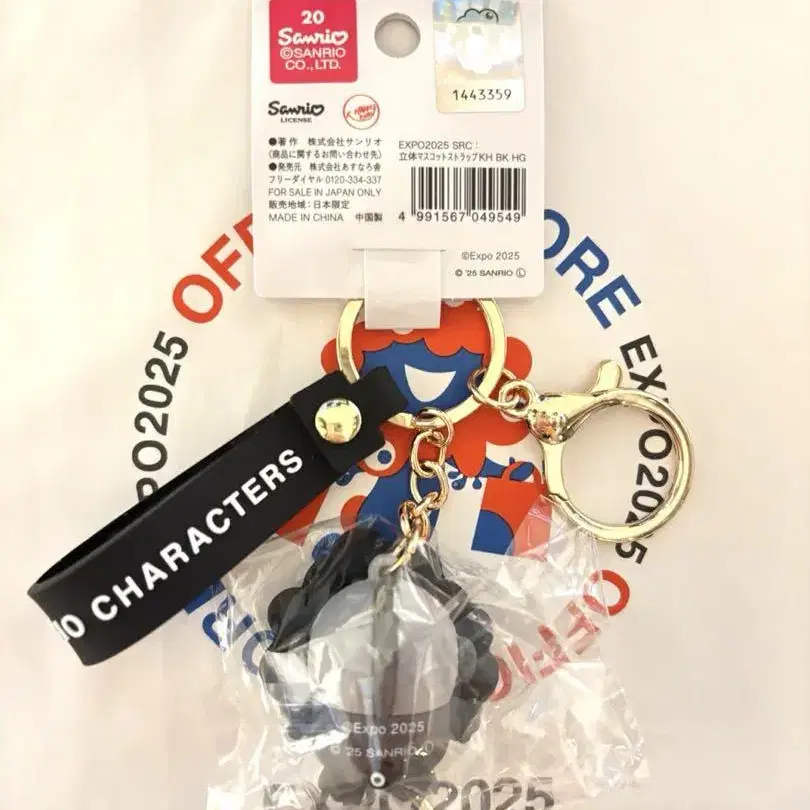 20
Sanrio
©SANRIO
CO.,LTD.
1443359
Sanrio
LICENSE
●著作 株式会社サンリオ
(商品に関するお問い合わせ先)
●発売元 株式会社あすなろ舎
フリーダイヤル 0120-334-337
FOR SALE IN JAPAN ONLY
販売地域:日本限定
MADE IN CHINA 中国製
EXPO2025 SRC:
立体マスコットストラップKH BK HG
4 991567 049549
©Expo 2025
© '25 SANRIO Ⓛ
ORE
EXPO202
PO2025
OFF
IO CHARACTERS
©Expo 2025
© '25 SANRIO